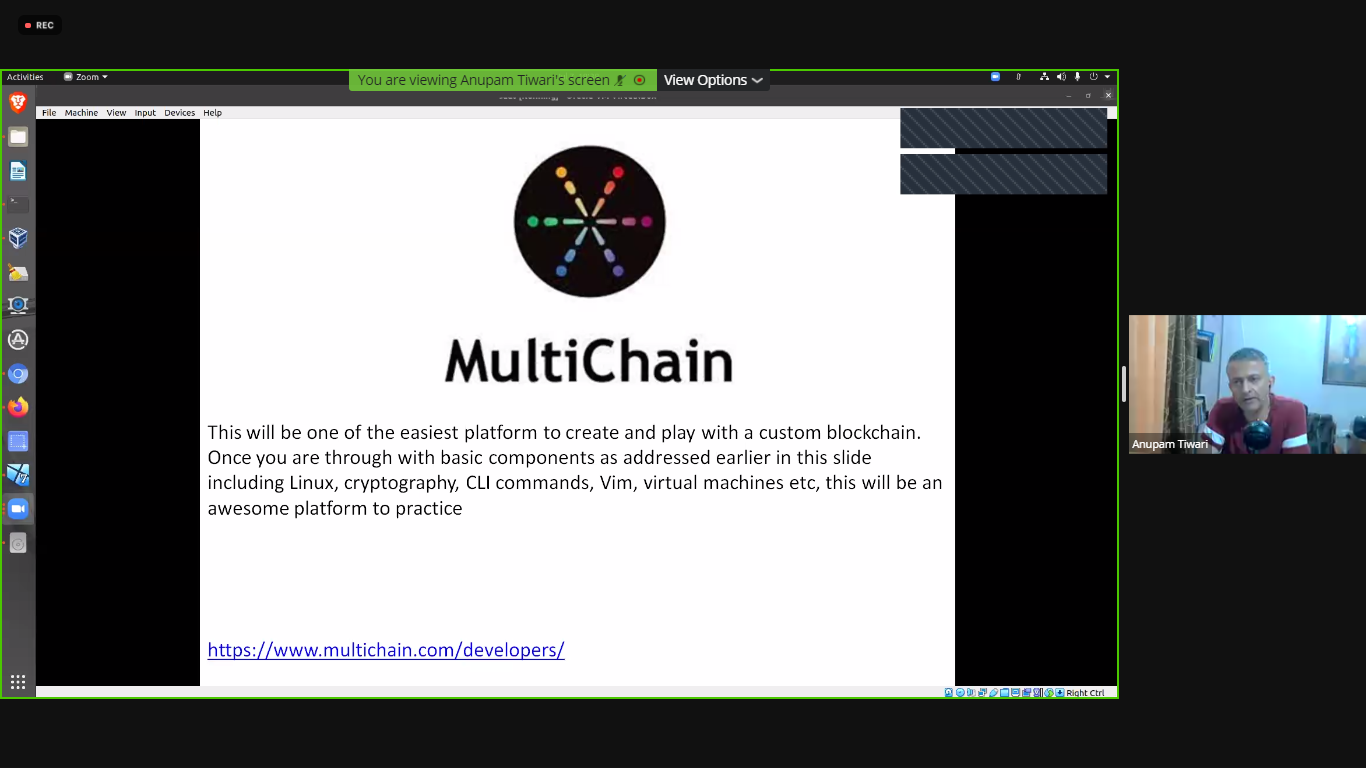 REC
Activities
Zoom
You are viewing Anupam Tiwari's screen
View Options
File Machine View Input Devices Help
MultiChain
This will be one of the easiest platform to create and play with a custom blockchain.
Once you are through with basic components as addressed earlier in this slide
including Linux, cryptography, CLI commands, Vim, virtual machines etc, this will be an
awesome platform to practice
https://www.multichain.com/developers/
Anupam Tiwari
Right Ctrl